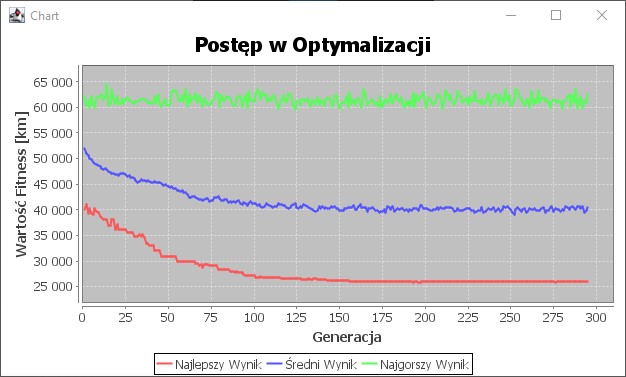 Chart
Postęp w Optymalizacji
Wartość Fitness [km]
65 000
60 000
55 000
50 000
45 000
40 000
35 000
30 000
25 000
0 25 50 75 100 125 150 175 200 225 250 275 300
Generacja
Najlepszy Wynik Średni Wynik Najgorszy Wynik